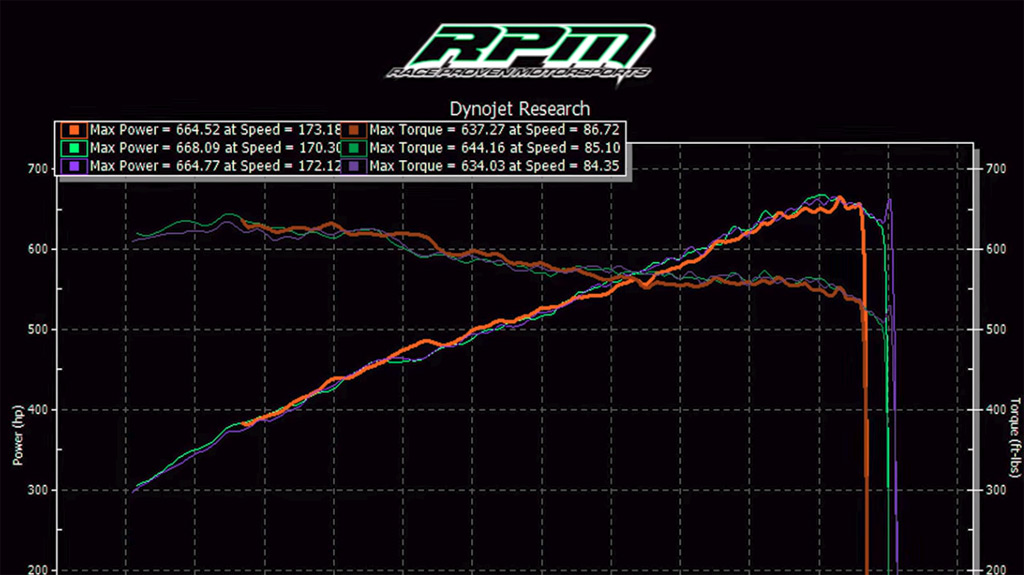 RPM
RACE PROVEN MOTORSPORTS
Dynojet Research
Max Power = 664.52 at Speed = 173.18 Max Torque = 637.27 at Speed = 86.72
Max Power = 668.09 at Speed = 170.30 Max Torque = 644.16 at Speed = 85.10
Max Power = 664.77 at Speed = 172.12 Max Torque = 634.03 at Speed = 84.35
700 700
600 600
500 500
400 400
Power (hp)
Torque (ft-lbs)
300 300
200 200